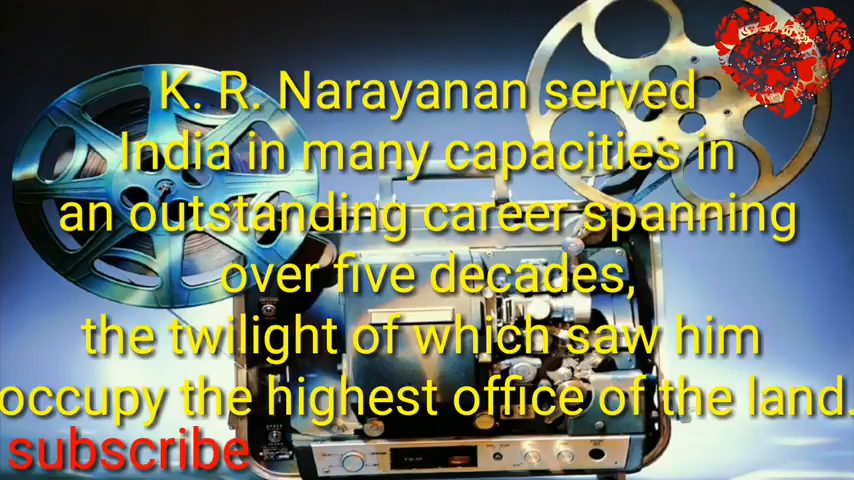 K. R. Narayanan served
India in many capacities in
an outstanding career spanning
over five decades,
the twilight of which saw him
occupy the highest office of the land.
subscribe